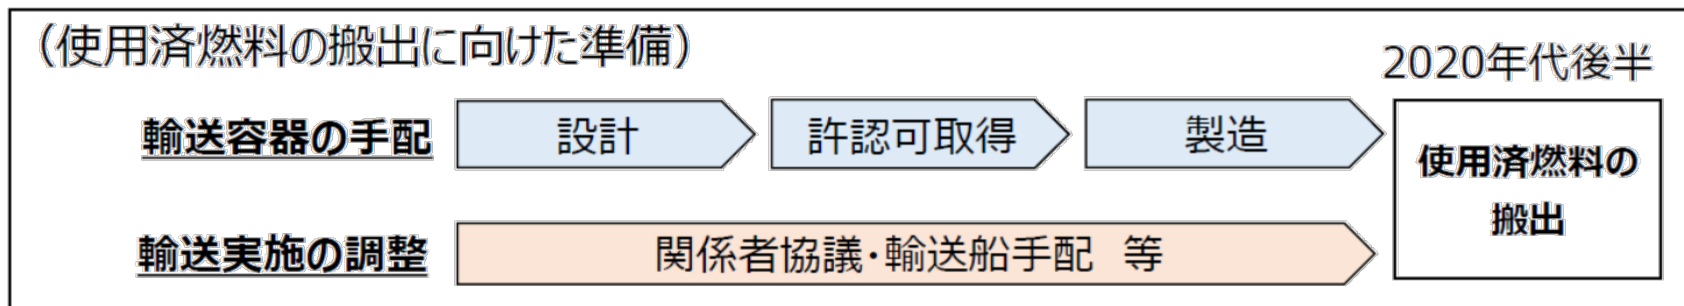 (使用済燃料の搬出に向けた準備)
2020年代後半
輸送容器の手配
設計
許認可取得
製造
使用済燃料の
搬出
輸送実施の調整
関係者協議・輸送船手配 等